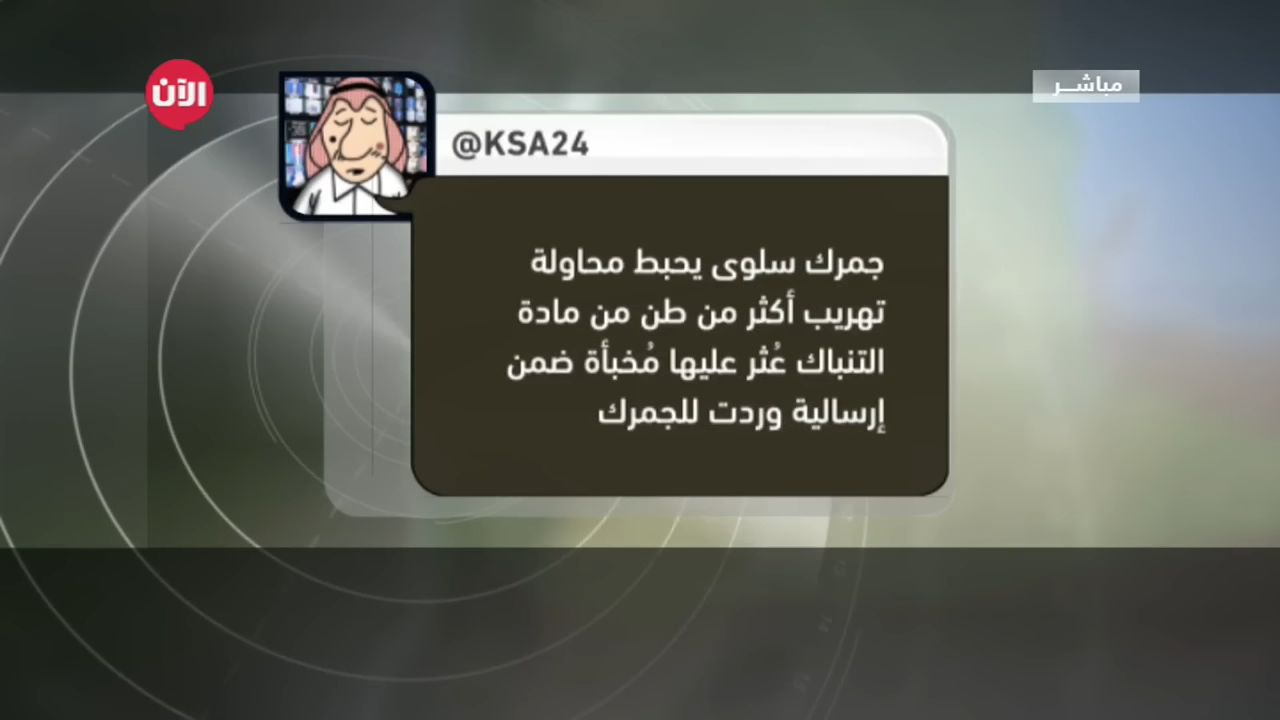 الآن
مباشر
@KSA24
جمرك سلوى يحبط محاولة
تهريب أكثر من طن من مادة
التنباك عُثر عليها مُخبأة ضمن
إرسالية وردت للجمرك